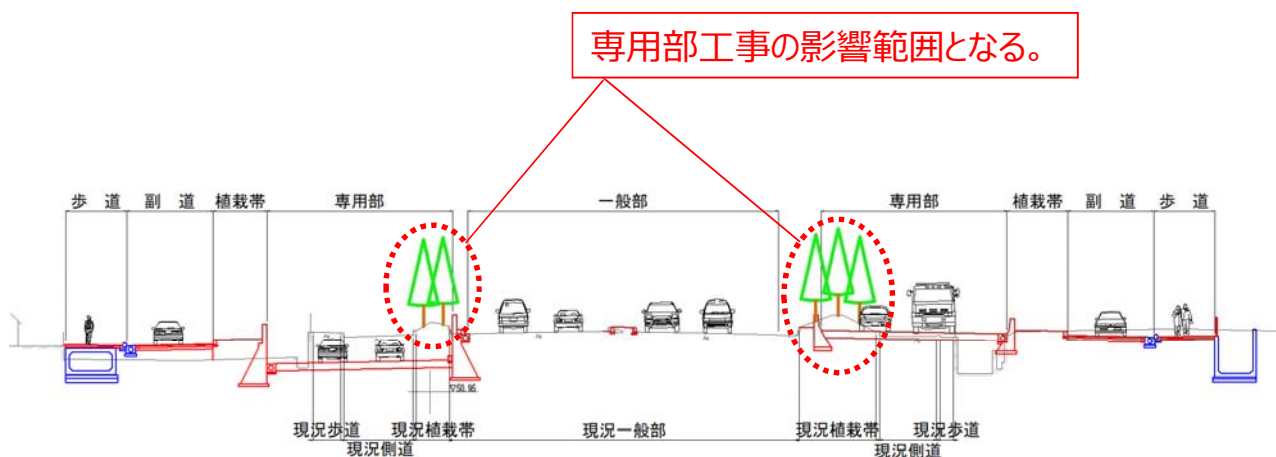 専用部工事の影響範囲となる。
歩 道 副 道 植栽帯 専用部 一般部 専用部 植栽帯 副 道 歩 道
現況歩道 現況植栽帯 現況一般部 現況植栽帯 現況歩道
現況側道 現況側道